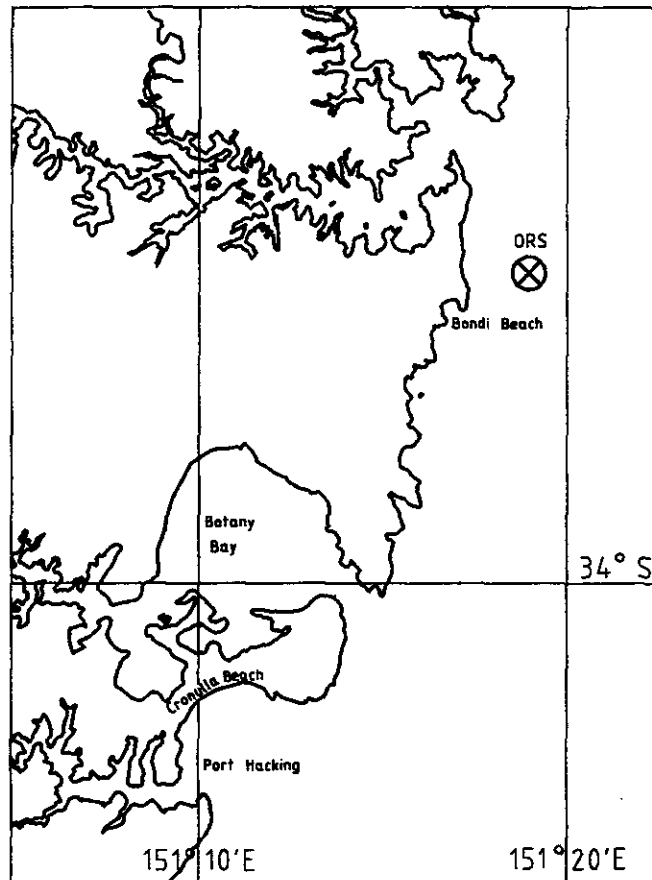 ORS
Bondi Beach
Botany
Bay
34° S
Cronulla Beach
Port Hacking
151° 10'E
151° 20'E